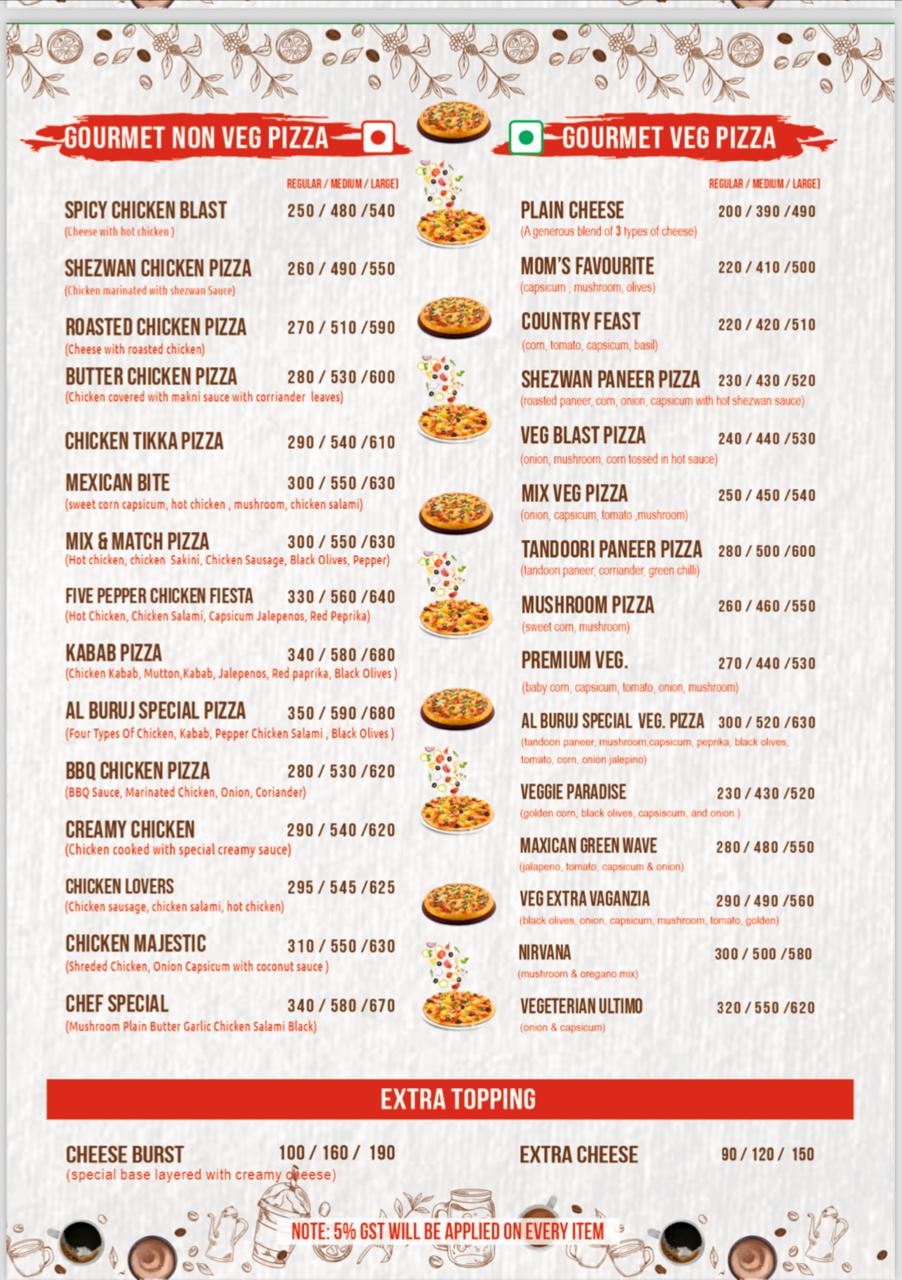 GOURMET NON VEG PIZZA
REGULAR / MEDIUM / LARGE)
SPICY CHICKEN BLAST 250 / 480 /540
(Cheese with hot chicken )
SHEZWAN CHICKEN PIZZA 260 / 490 /550
(Chicken marinated with shezwan Sauce)
ROASTED CHICKEN PIZZA 270 / 510 /590
(Cheese with roasted chicken)
BUTTER CHICKEN PIZZA 280 / 530 /600
(Chicken covered with makni sauce with corriander leaves)
CHICKEN TIKKA PIZZA 290 / 540 /610
MEXICAN BITE 300 / 550 /630
(sweet corn capsicum, hot chicken , mushroom, chicken salami)
MIX & MATCH PIZZA 300 / 550 /630
(Hot chicken, chicken Sakini, Chicken Sausage, Black Olives, Pepper)
FIVE PEPPER CHICKEN FIESTA 330 / 560 /640
(Hot Chicken, Chicken Salami, Capsicum Jalepenos, Red Peprika)
KABAB PIZZA 340 / 580 /680
(Chicken Kabab, Mutton,Kabab, Jalepenos, Red paprika, Black Olives )
AL BURUJ SPECIAL PIZZA 350 / 590 /680
(Four Types Of Chicken, Kabab, Pepper Chicken Salami , Black Olives )
BBQ CHICKEN PIZZA 280 / 530 /620
(BBQ Sauce, Marinated Chicken, Onion, Coriander)
CREAMY CHICKEN 290 / 540 /620
(Chicken cooked with special creamy sauce)
CHICKEN LOVERS 295 / 545 /625
(Chicken sausage, chicken salami, hot chicken)
CHICKEN MAJESTIC 310 / 550 /630
(Shreded Chicken, Onion Capsicum with coconut sauce )
CHEF SPECIAL 340 / 580 /670
(Mushroom Plain Butter Garlic Chicken Salami Black)
GOURMET VEG PIZZA
REGULAR / MEDIUM / LARGE)
PLAIN CHEESE 200 / 390 /490
(A generous blend of 3 types of cheese)
MOM'S FAVOURITE 220 / 410 /500
(capsicum , mushroom, olives)
COUNTRY FEAST 220 / 420 /510
(corn, tomato, capsicum, basil)
SHEZWAN PANEER PIZZA 230 / 430 /520
(roasted paneer, corn, onion, capsicum with hot shezwan sauce)
VEG BLAST PIZZA 240 / 440 /530
(onion, mushroom, corn tossed in hot sauce)
MIX VEG PIZZA 250 / 450 /540
(onion, capsicum, tomato ,mushroom)
TANDOORI PANEER PIZZA 280 / 500 /600
(tandoori paneer, corriander, green chilli)
MUSHROOM PIZZA 260 / 460 /550
(sweet corn, mushroom)
PREMIUM VEG. 270 / 440 /530
(baby corn, capsicum, tomato, onion, mushroom)
AL BURUJ SPECIAL VEG. PIZZA 300 / 520 /630
(tandoori paneer, mushroom,capsicum, peprika, black olives,
tomato, corn, onion jalepino)
VEGGIE PARADISE 230 / 430 /520
(golden corn, black olives, capsiscum, and onion )
MAXICAN GREEN WAVE 280 / 480 /550
(jalapeno, tomato, capsicum & onion)
VEG EXTRA VAGANZIA 290 / 490 /560
(black olives, onion, capsicum, mushroom, tomato, golden)
NIRVANA 300 / 500 /580
(mushroom & oregano mix)
VEGETERIAN ULTIMO 320 / 550 /620
(onion & capsicum)
EXTRA TOPPING
CHEESE BURST 100 / 160 / 190
(special base layered with creamy cheese)
EXTRA CHEESE 90 / 120 / 150
NOTE: 5% GST WILL BE APPLIED ON EVERY ITEM